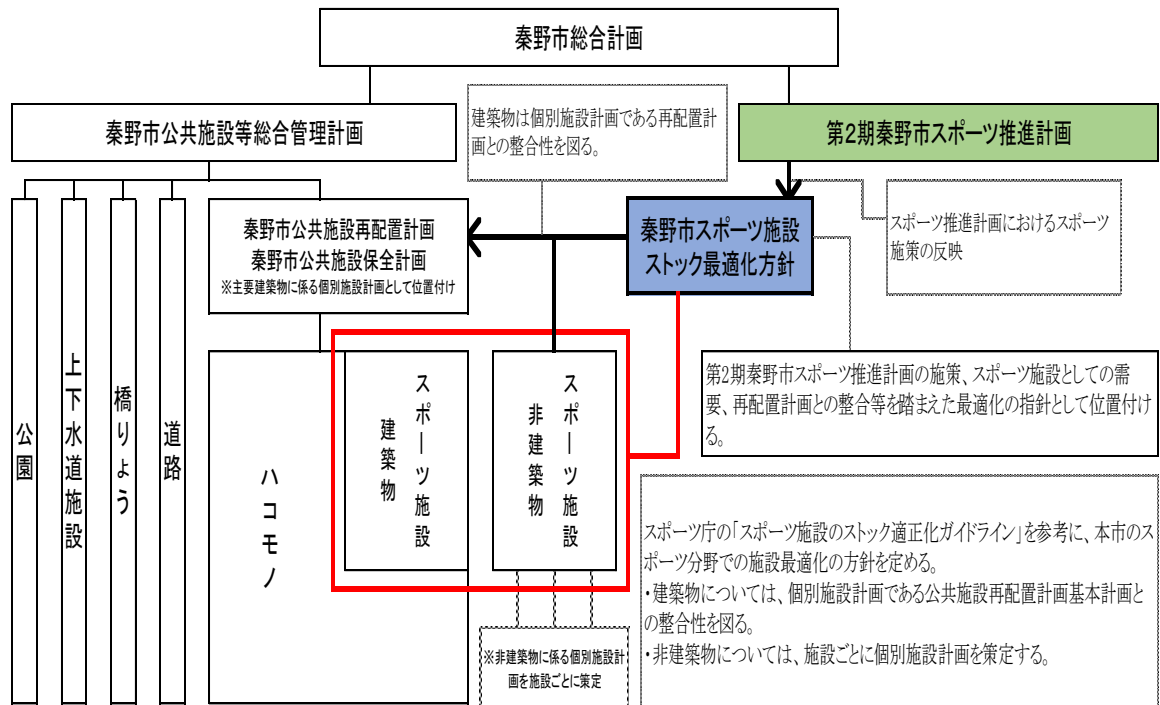 秦野市総合計画
秦野市公共施設等総合管理計画
建築物は個別施設計画である再配置計
画との整合性を図る。
第2期秦野市スポーツ推進計画
秦野市公共施設再配置計画
秦野市公共施設保全計画
※主要建築物に係る個別施設計画として位置付け
秦野市スポーツ施設
ストック最適化方針
スポーツ推進計画におけるスポーツ
施策の反映
公園
上下水道施設
橋りょう
道路
ハコモノ
スポーツ施設
建築物
スポーツ施設
非建築物
第2期秦野市スポーツ推進計画の施策、スポーツ施設としての需
要、再配置計画との整合等を踏まえた最適化の指針として位置付け
る。
※非建築物に係る個別施設計
画を施設ごとに策定
スポーツ庁の「スポーツ施設のストック適正化ガイドライン」を参考に、本市のス
ポーツ分野での施設最適化の方針を定める。
・建築物については、個別施設計画である公共施設再配置計画基本計画と
の整合性を図る。
・非建築物については、施設ごとに個別施設計画を策定する。